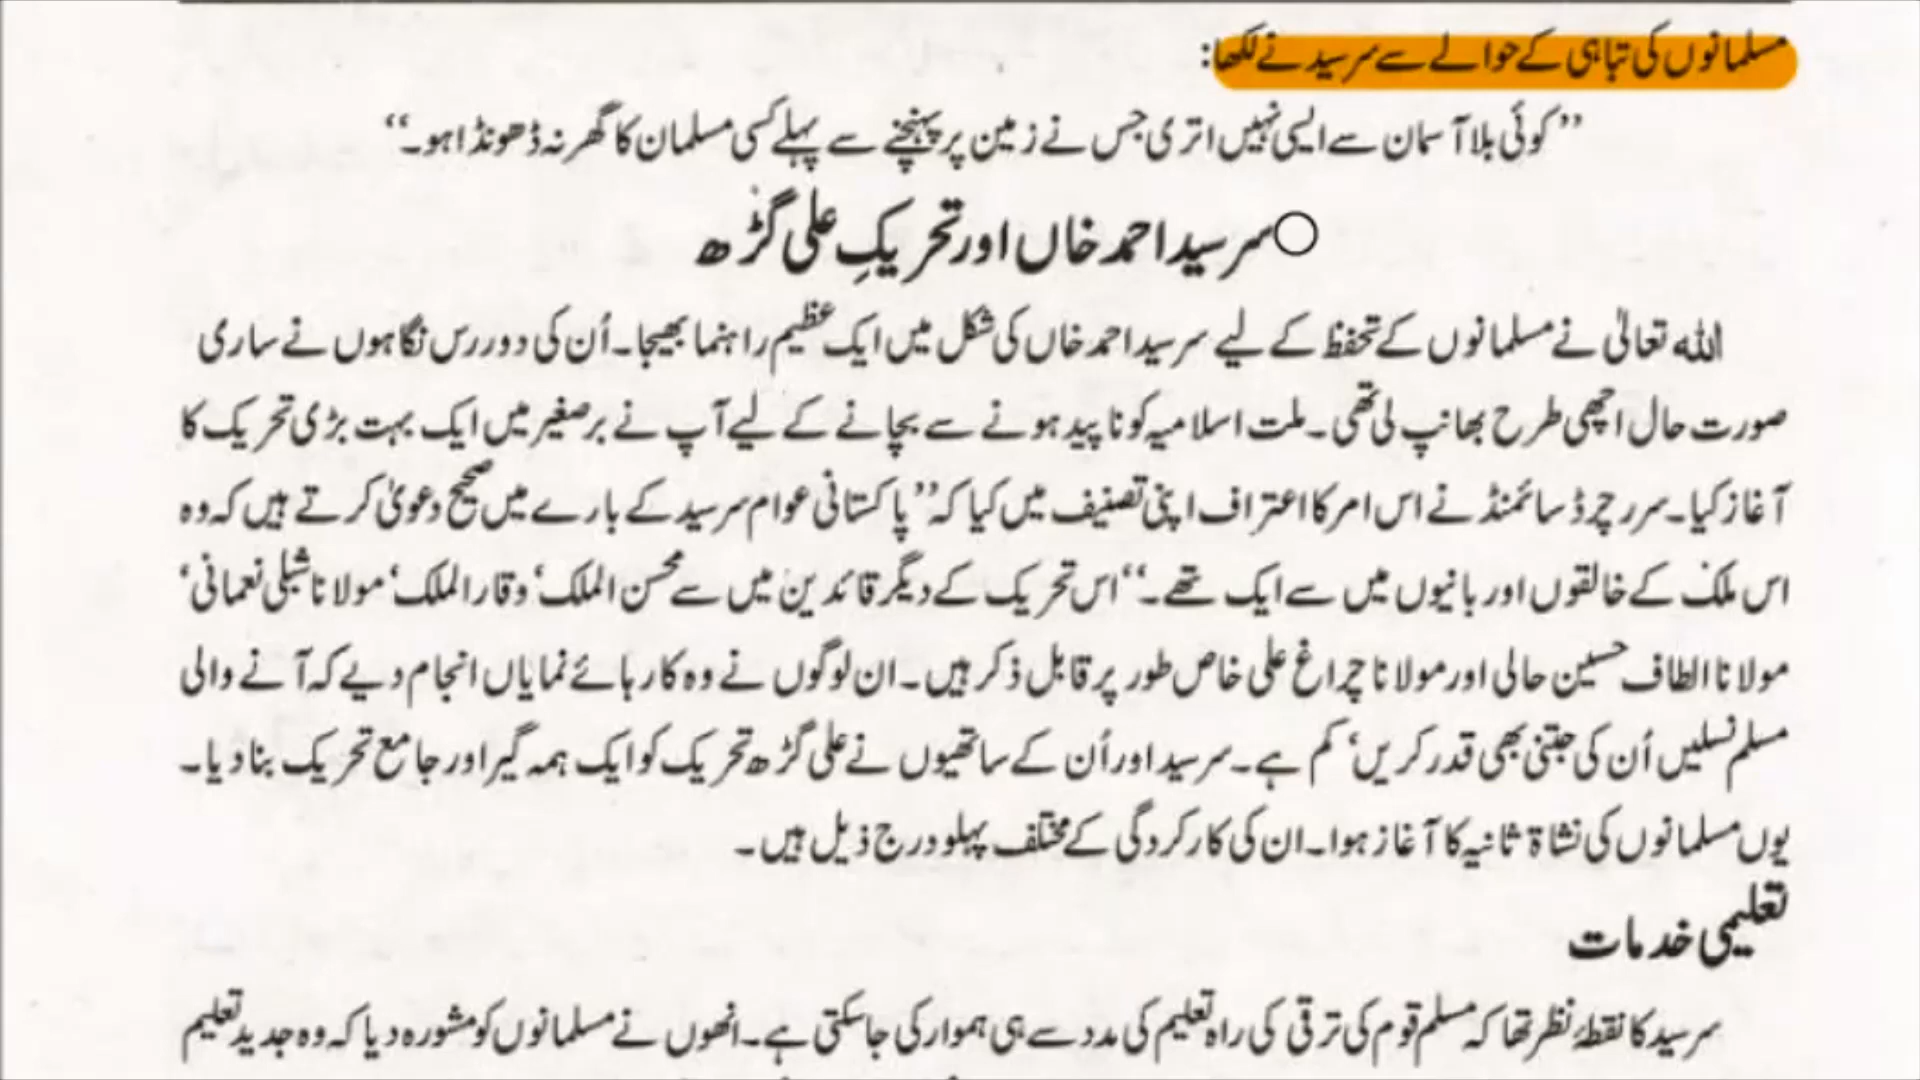 مسلمانوں کی تباہی کے حوالے سے سرسید نے لکھا:
”کوئی بلا آسمان سے ایسی نہیں اتری جس نے زمین پر پہنچنے سے پہلے کسی مسلمان کا گھر نہ ڈھونڈا ہو۔“
○سرسید احمد خاں اور تحریکِ علی گڑھ
اللہ تعالیٰ نے مسلمانوں کے تحفظ کے لیے سرسید احمد خاں کی شکل میں ایک عظیم راہنما بھیجا۔ اُن کی دور رس نگاہوں نے ساری
صورت حال اچھی طرح بھانپ لی تھی۔ ملت اسلامیہ کو ناپید ہونے سے بچانے کے لیے آپ نے برصغیر میں ایک بہت بڑی تحریک کا
آغاز کیا۔ سر رچرڈ سائمنڈ نے اس امر کا اعتراف اپنی تصنیف میں کیا کہ ”پاکستانی عوام سرسید کے بارے میں صحیح دعویٰ کرتے ہیں کہ وہ
اس ملک کے خالقوں اور بانیوں میں سے ایک تھے۔“ اس تحریک کے دیگر قائدین میں سے محسن الملک‘ وقار الملک‘ مولانا شبلی نعمانی‘
مولانا الطاف حسین حالی اور مولانا چراغ علی خاص طور پر قابل ذکر ہیں۔ ان لوگوں نے وہ کارہائے نمایاں انجام دیے کہ آنے والی
مسلم نسلیں اُن کی جتنی بھی قدر کریں‘ کم ہے۔ سرسید اور اُن کے ساتھیوں نے علی گڑھ تحریک کو ایک ہمہ گیر اور جامع تحریک بنا دیا۔
یوں مسلمانوں کی نشاۃ ثانیہ کا آغاز ہوا۔ ان کی کارکردگی کے مختلف پہلو درج ذیل ہیں۔
تعلیمی خدمات
سرسید کا نقطۂ نظر تھا کہ مسلم قوم کی ترقی کی راہ تعلیم کی مدد سے ہی ہموار کی جا سکتی ہے۔ انھوں نے مسلمانوں کو مشورہ دیا کہ وہ جدید تعلیم